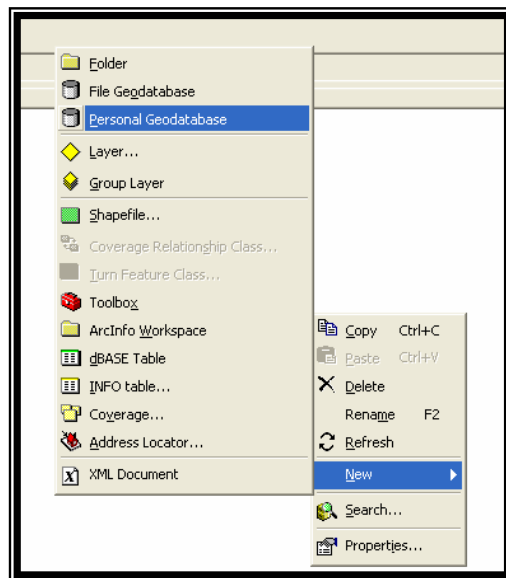 Folder
File Geodatabase
Personal Geodatabase
Layer...
Group Layer
Shapefile...
Coverage Relationship Class...
Turn Feature Class...
Toolbox
ArcInfo Workspace
dBASE Table
INFO table...
Coverage...
Address Locator...
XML Document
Copy Ctrl+C
Paste Ctrl+V
Delete
Rename F2
Refresh
New
Search...
Properties...